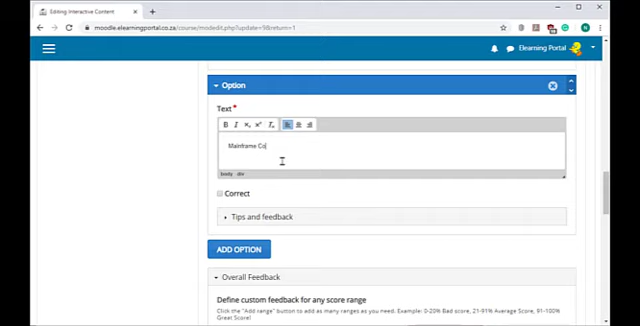 Editing Interactive Content
moodle.elearningportal.co.za/course/modedit.php?update=9&return=1
Elearning Portal
Option
Text *
B I
Mainframe Co
body div
Correct
Tips and feedback
ADD OPTION
Overall Feedback
Define custom feedback for any score range
Click the "Add range" button to add as many ranges as you need. Example: 0-20% Bad score, 21-91% Average Score, 91-100%
Great Score!